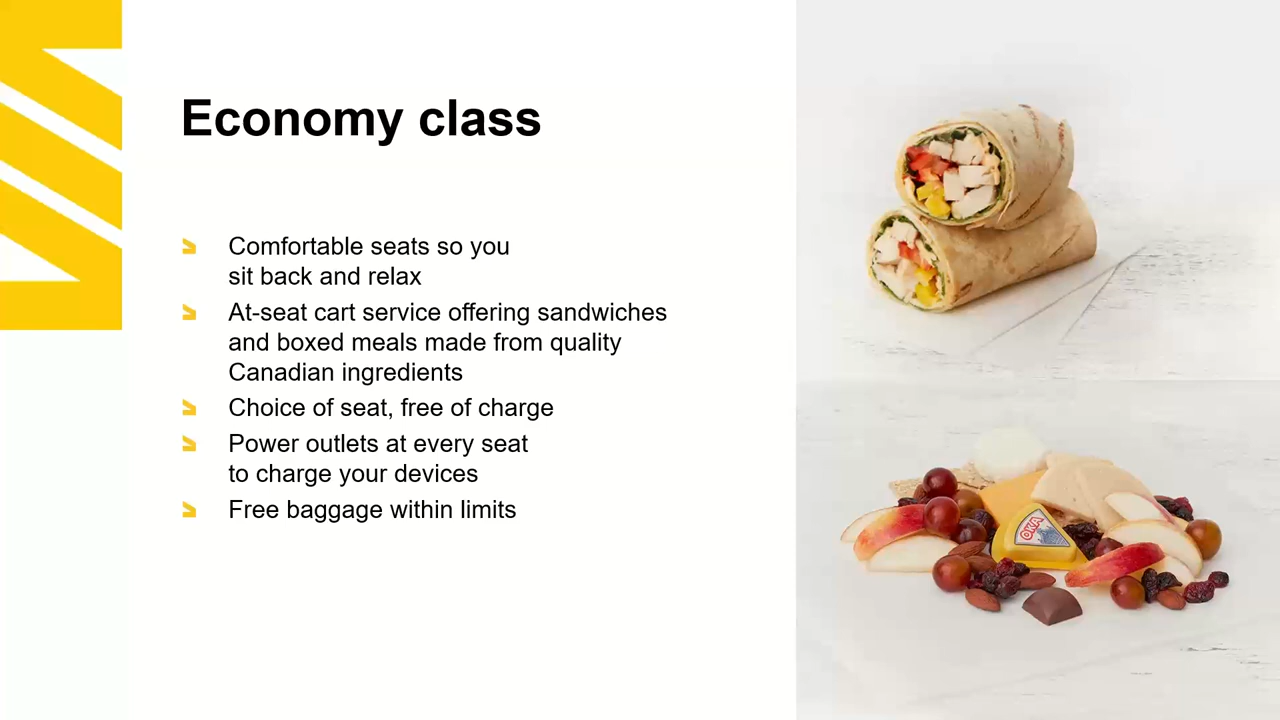 Economy class
Comfortable seats so you
sit back and relax
At-seat cart service offering sandwiches
and boxed meals made from quality
Canadian ingredients
Choice of seat, free of charge
Power outlets at every seat
to charge your devices
Free baggage within limits
OKA